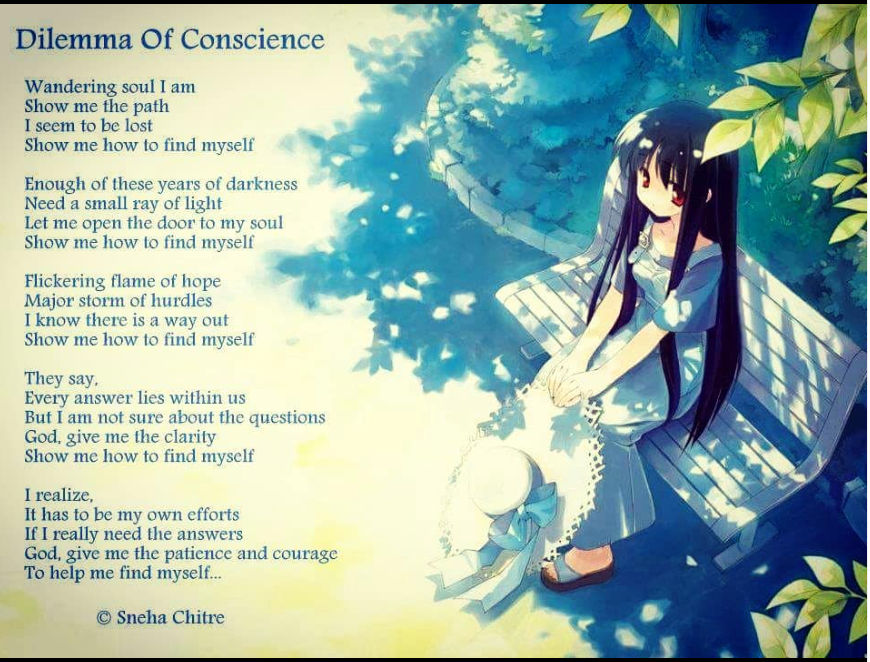 Dilemma Of Conscience
Wandering soul I am
Show me the path
I seem to be lost
Show me how to find myself
Enough of these years of darkness
Need a small ray of light
Let me open the door to my soul
Show me how to find myself
Flickering flame of hope
Major storm of hurdles
I know there is a way out
Show me how to find myself
They say,
Every answer lies within us
But I am not sure about the questions
God, give me the clarity
Show me how to find myself
I realize,
It has to be my own efforts
If I really need the answers
God, give me the patience and courage
To help me find myself...
© Sneha Chitre